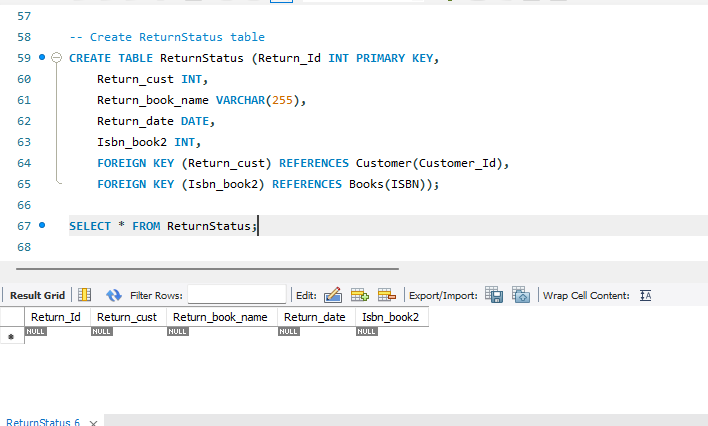 57
58 -- Create ReturnStatus table
59 CREATE TABLE ReturnStatus (Return_Id INT PRIMARY KEY,
60 Return_cust INT,
61 Return_book_name VARCHAR(255),
62 Return_date DATE,
63 Isbn_book2 INT,
64 FOREIGN KEY (Return_cust) REFERENCES Customer(Customer_Id),
65 FOREIGN KEY (Isbn_book2) REFERENCES Books(ISBN));
66
67 SELECT * FROM ReturnStatus;
68
Result Grid Filter Rows: Edit: Export/Import: Wrap Cell Content: IA
Return_Id Return_cust Return_book_name Return_date Isbn_book2
NULL NULL NULL NULL NULL
ReturnStatus 6 ×